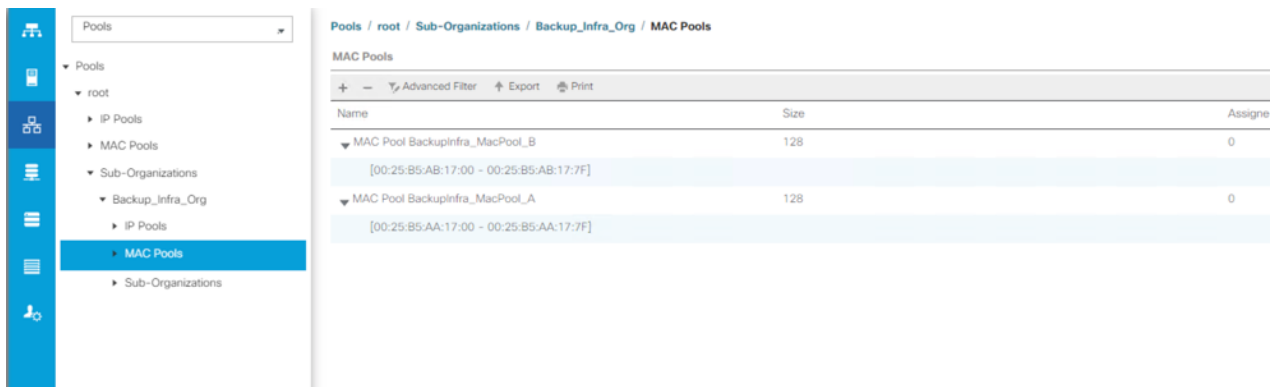 Pools
Pools / root / Sub-Organizations / Backup_Infra_Org / MAC Pools
MAC Pools
Pools
root
IP Pools
MAC Pools
Sub-Organizations
Backup_Infra_Org
IP Pools
MAC Pools
Sub-Organizations
+ − Advanced Filter Export Print
Name Size Assigne
MAC Pool BackupInfra_MacPool_B 128 0
[00:25:B5:AB:17:00 - 00:25:B5:AB:17:7F]
MAC Pool BackupInfra_MacPool_A 128 0
[00:25:B5:AA:17:00 - 00:25:B5:AA:17:7F]